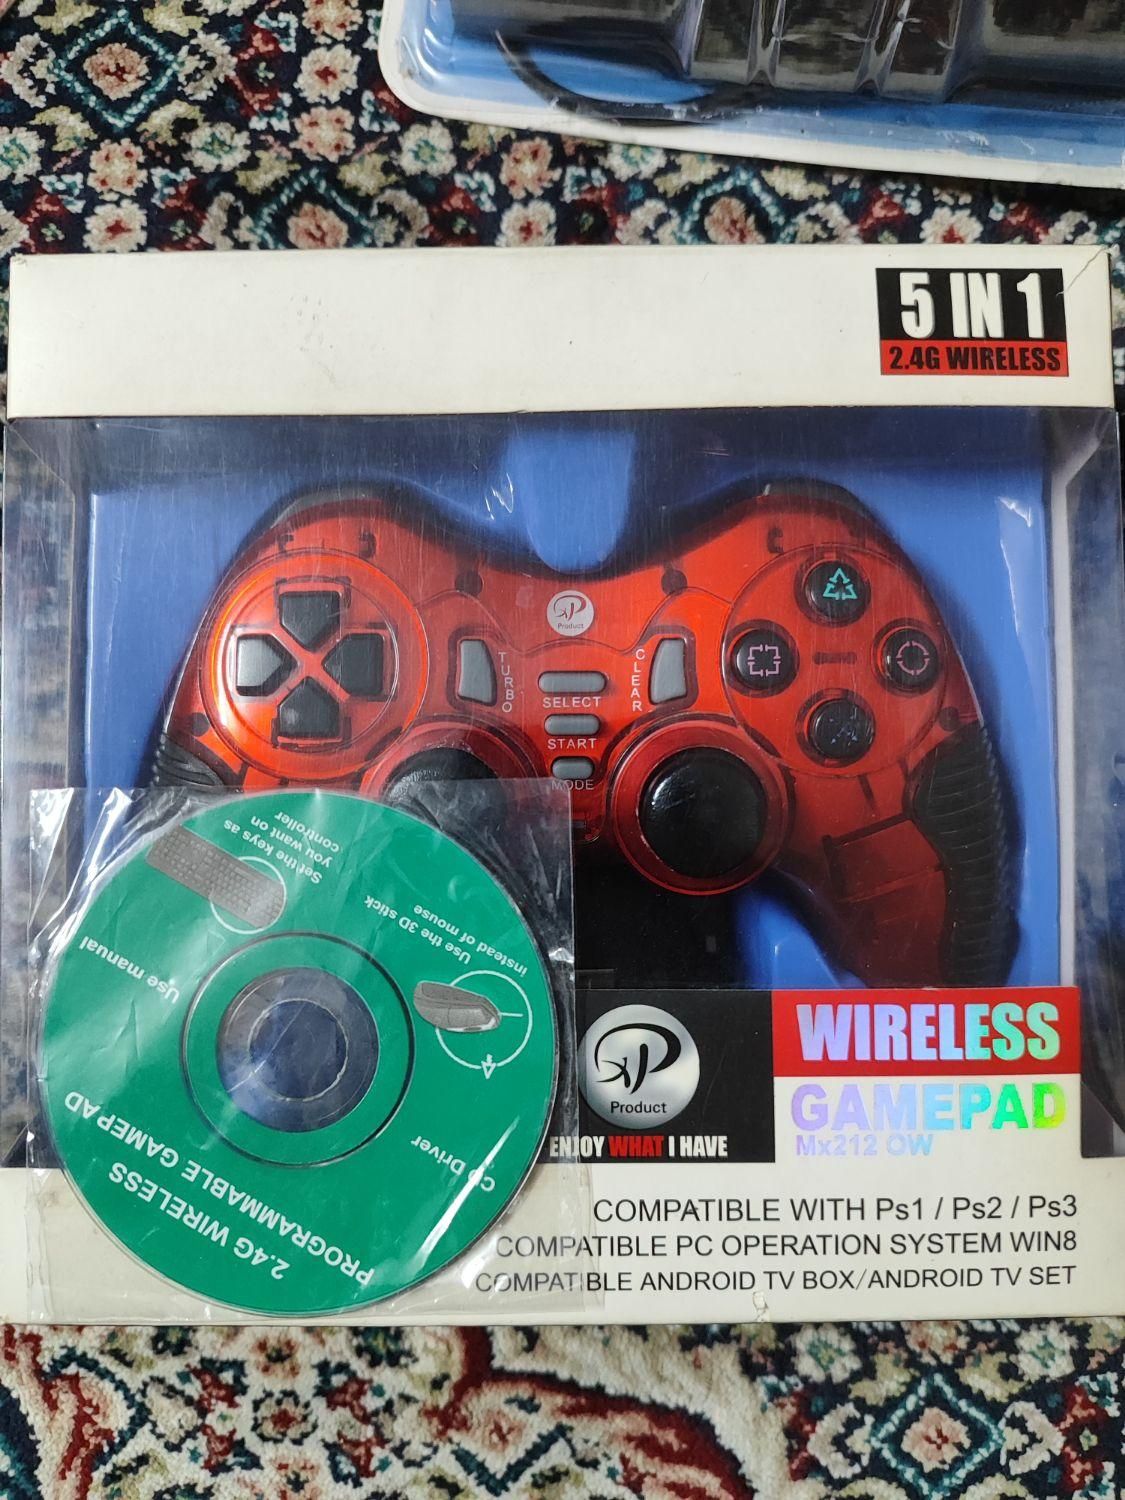 5 IN 1
2.4G WIRELESS
XP
Product
TURBO
CLEAR
SELECT
START
MODE
Set the keys as
you want on
controller
Use the 3D stick
instead of mouse
Use manual
CD Driver
2.4G WIRELESS
PROGRAMMABLE GAMEPAD
XP
Product
ENJOY WHAT I HAVE
WIRELESS
GAMEPAD
Mx212 OW
COMPATIBLE WITH Ps1 / Ps2 / Ps3
COMPATIBLE PC OPERATION SYSTEM WIN8
COMPATIBLE ANDROID TV BOX/ANDROID TV SET